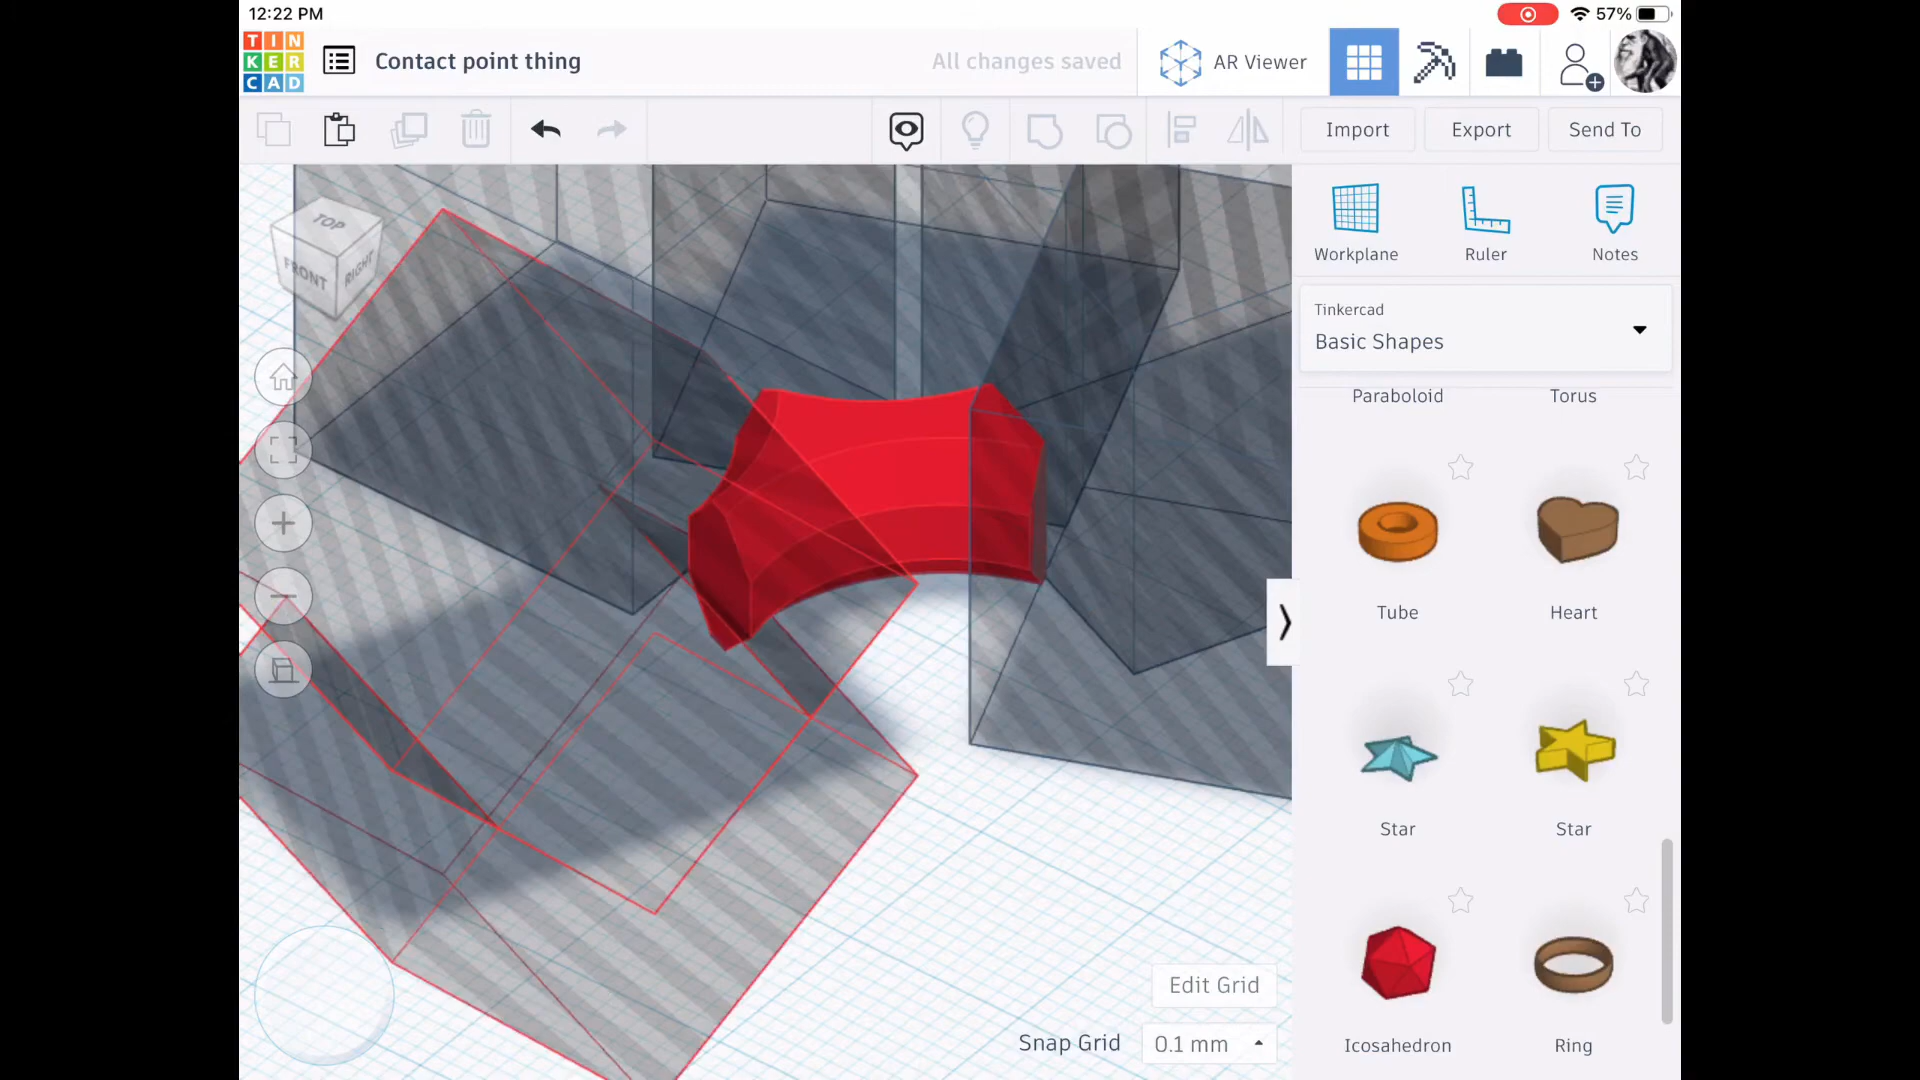 12:22 PM
57%
TIN
KER
CAD
Contact point thing
All changes saved
AR Viewer
Import
Export
Send To
TOP
FRONT
RIGHT
Workplane
Ruler
Notes
Tinkercad
Basic Shapes
Paraboloid
Torus
Tube
Heart
Star
Star
Icosahedron
Ring
Edit Grid
Snap Grid
0.1 mm